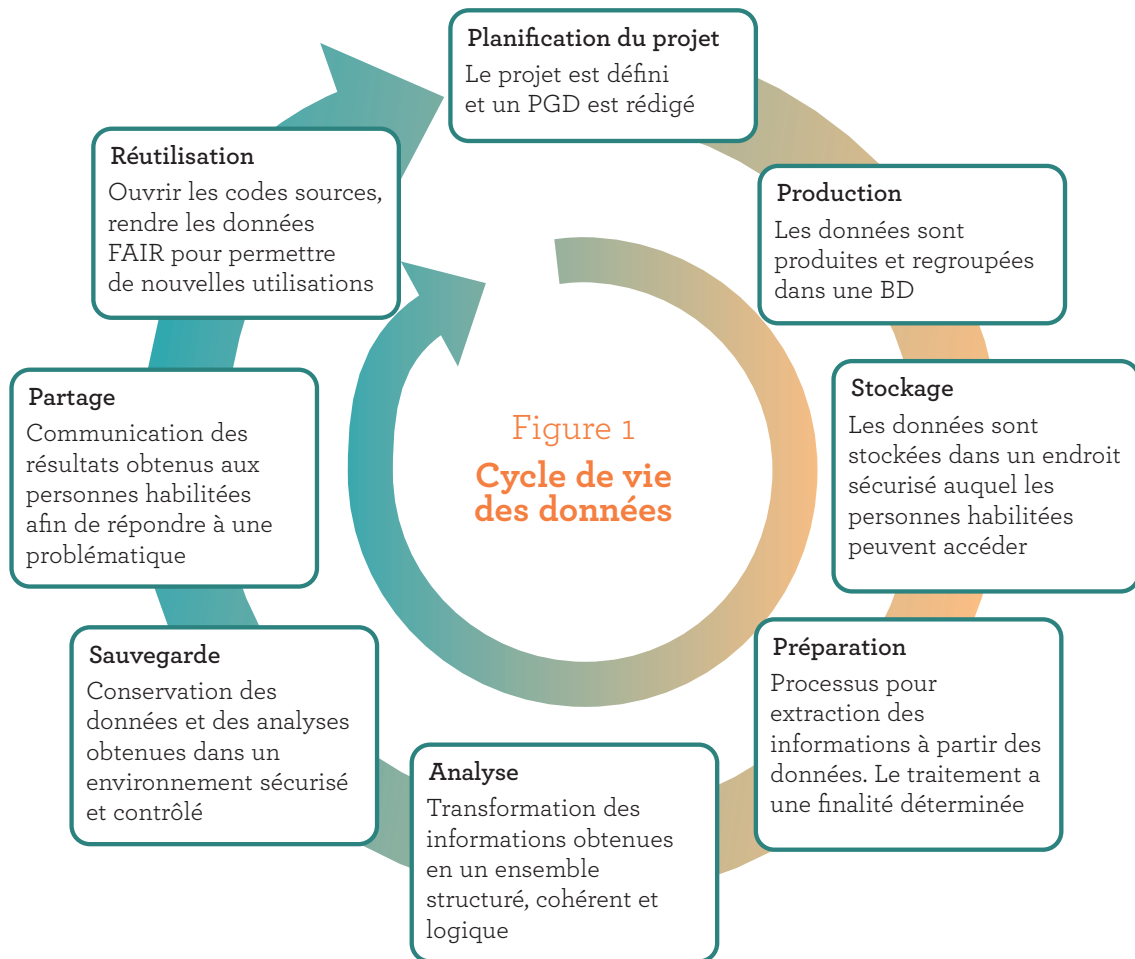 Planification du projet
Le projet est défini
et un PGD est rédigé
Production
Les données sont
produites et regroupées
dans une BD
Stockage
Les données sont
stockées dans un endroit
sécurisé auquel les
personnes habilitées
peuvent accéder
Préparation
Processus pour
extraction des
informations à partir des
données. Le traitement a
une finalité déterminée
Analyse
Transformation des
informations obtenues
en un ensemble
structuré, cohérent et
logique
Sauvegarde
Conservation des
données et des analyses
obtenues dans un
environnement sécurisé
et contrôlé
Partage
Communication des
résultats obtenus aux
personnes habilitées
afin de répondre à une
problématique
Réutilisation
Ouvrir les codes sources,
rendre les données
FAIR pour permettre
de nouvelles utilisations
Figure 1
Cycle de vie
des données